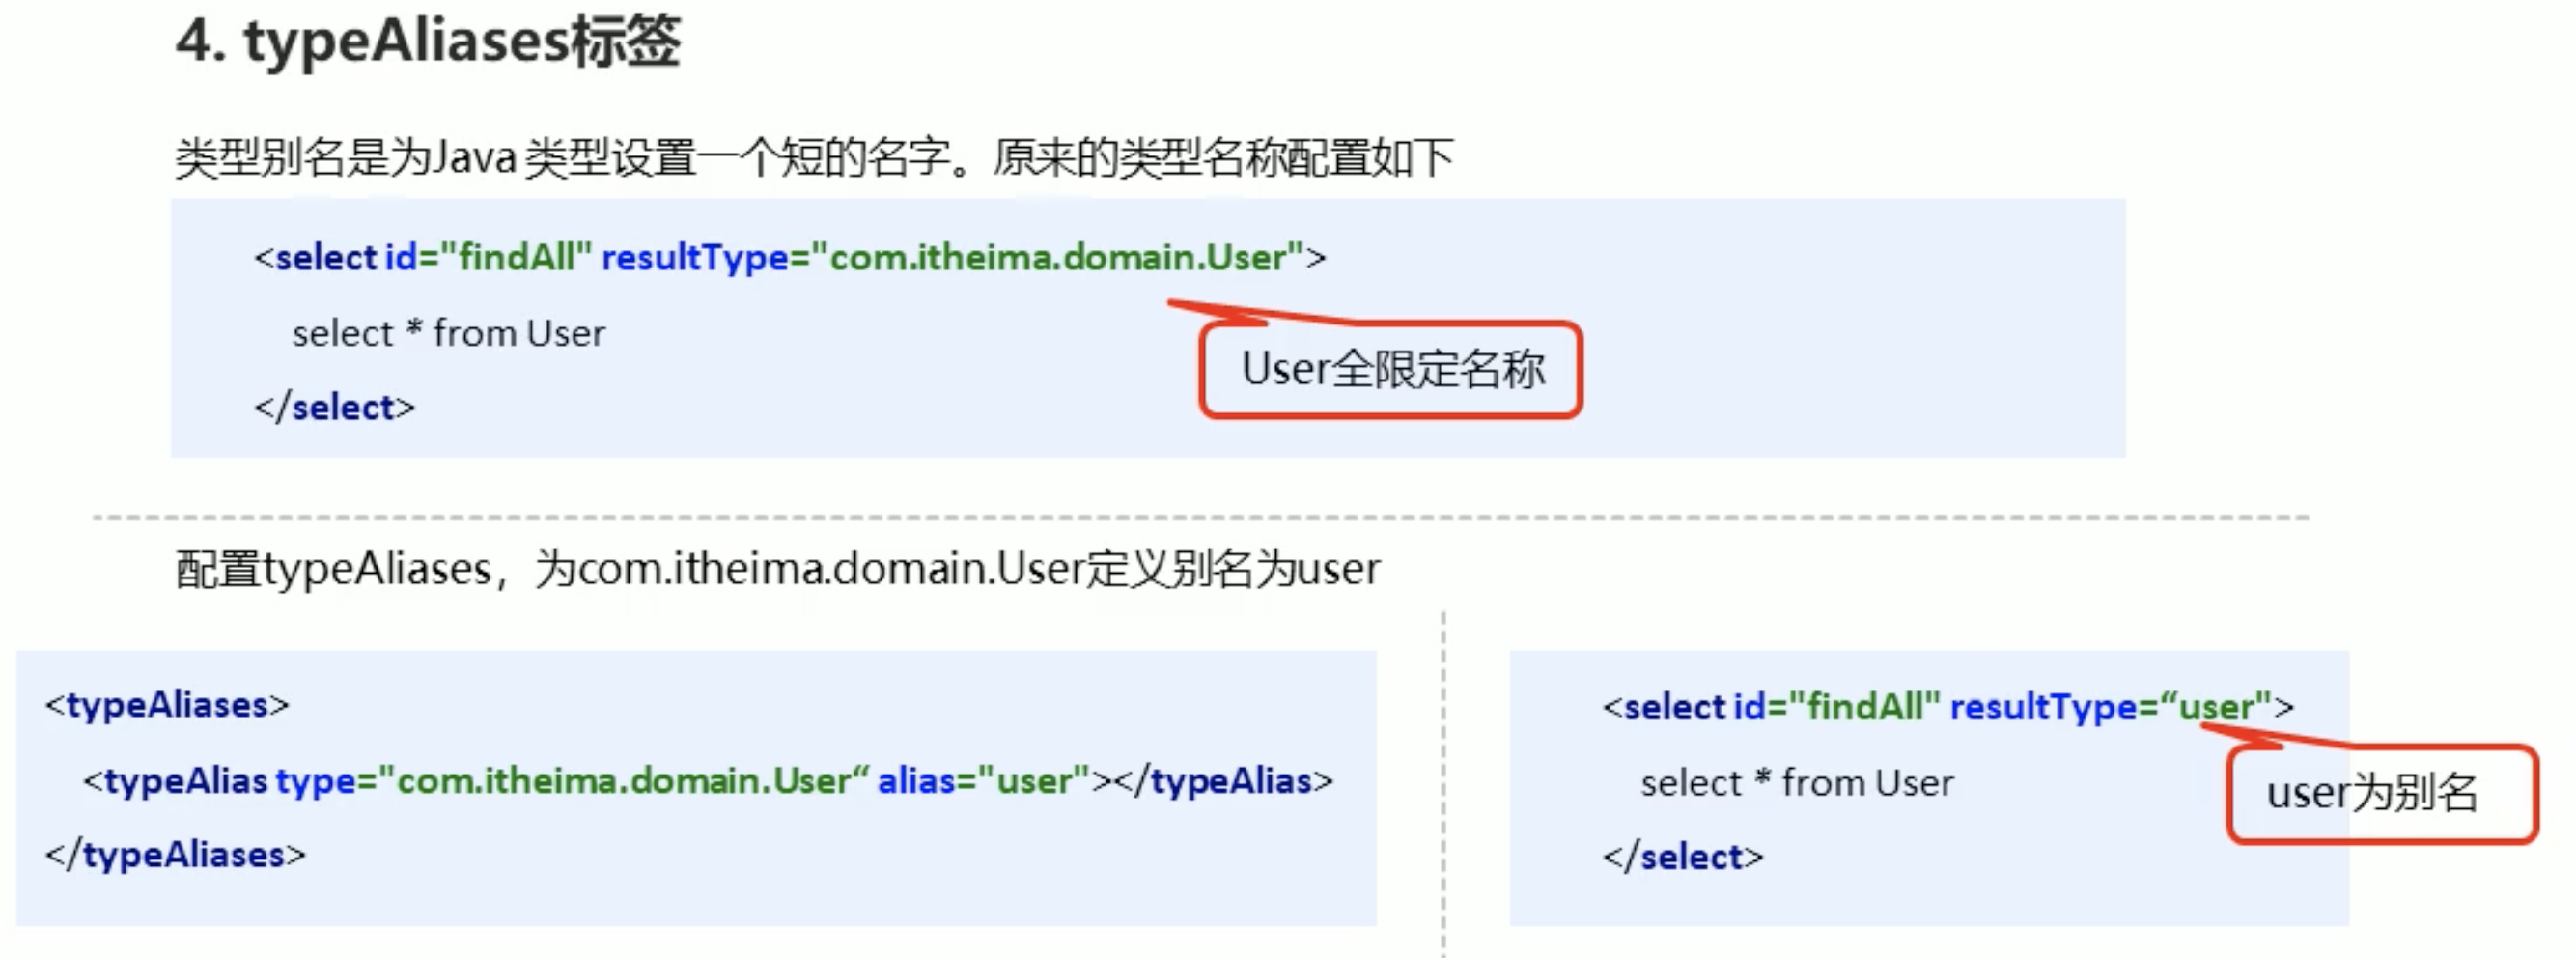 4. typeAliases标签
类型别名是为Java 类型设置一个短的名字。原来的类型名称配置如下
<select id="findAll" resultType="com.itheima.domain.User">
select * from User
User全限定名称
</select>
配置typeAliases，为com.itheima.domain.User定义别名为user
<typeAliases>
<typeAlias type="com.itheima.domain.User“ alias="user"></typeAlias>
</typeAliases>
<select id="findAll" resultType=“user">
select * from User
user为别名
</select>